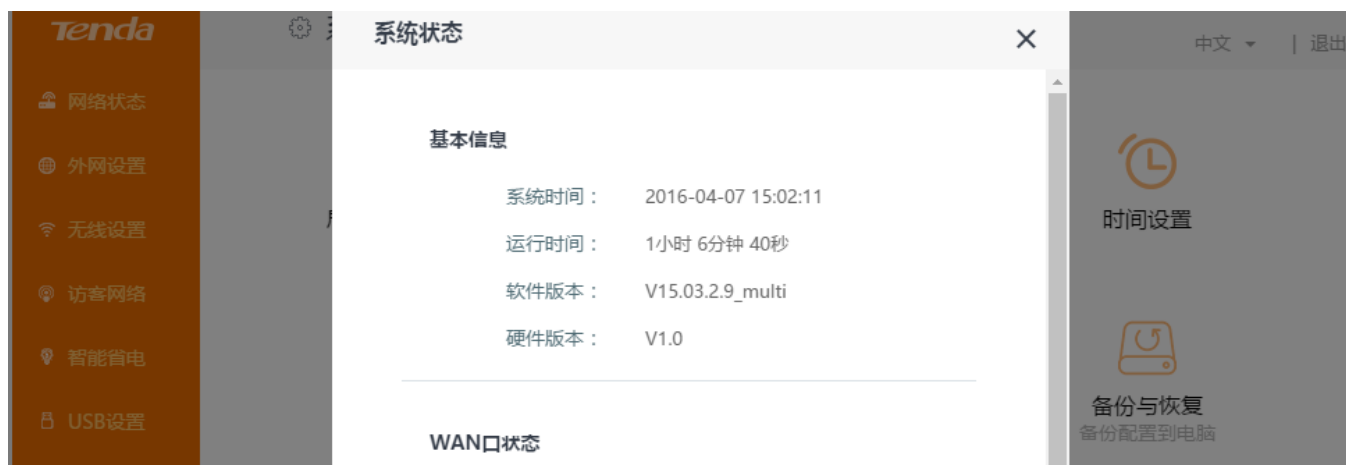 Tenda
系统状态
中文
| 退出
网络状态
外网设置
无线设置
访客网络
智能省电
USB设置
基本信息
系统时间： 2016-04-07 15:02:11
运行时间： 1小时 6分钟 40秒
软件版本： V15.03.2.9_multi
硬件版本： V1.0
WAN口状态
时间设置
备份与恢复
备份配置到电脑